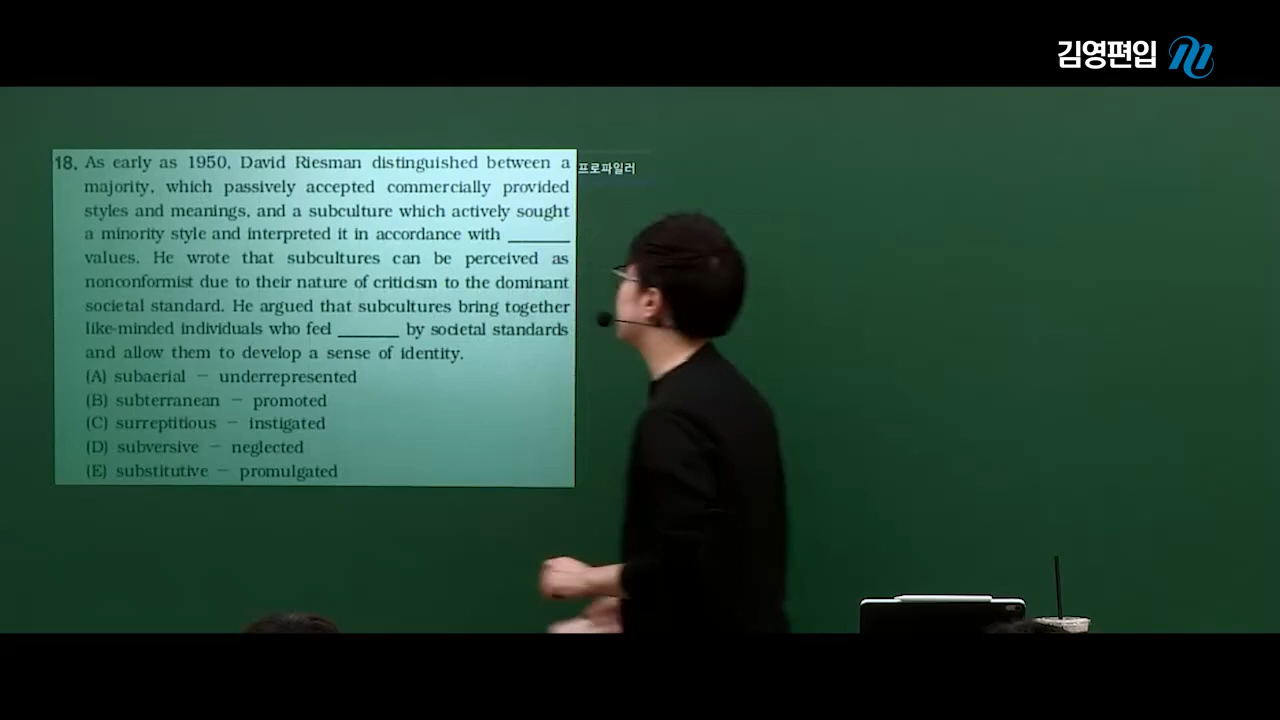 김영편입
18. As early as 1950, David Riesman distinguished between a
majority, which passively accepted commercially provided
styles and meanings, and a subculture which actively sought
a minority style and interpreted it in accordance with ______
values. He wrote that subcultures can be perceived as
nonconformist due to their nature of criticism to the dominant
societal standard. He argued that subcultures bring together
like-minded individuals who feel ______ by societal standards
and allow them to develop a sense of identity.
(A) subaerial − underrepresented
(B) subterranean − promoted
(C) surreptitious − instigated
(D) subversive − neglected
(E) substitutive − promulgated
프로파일러